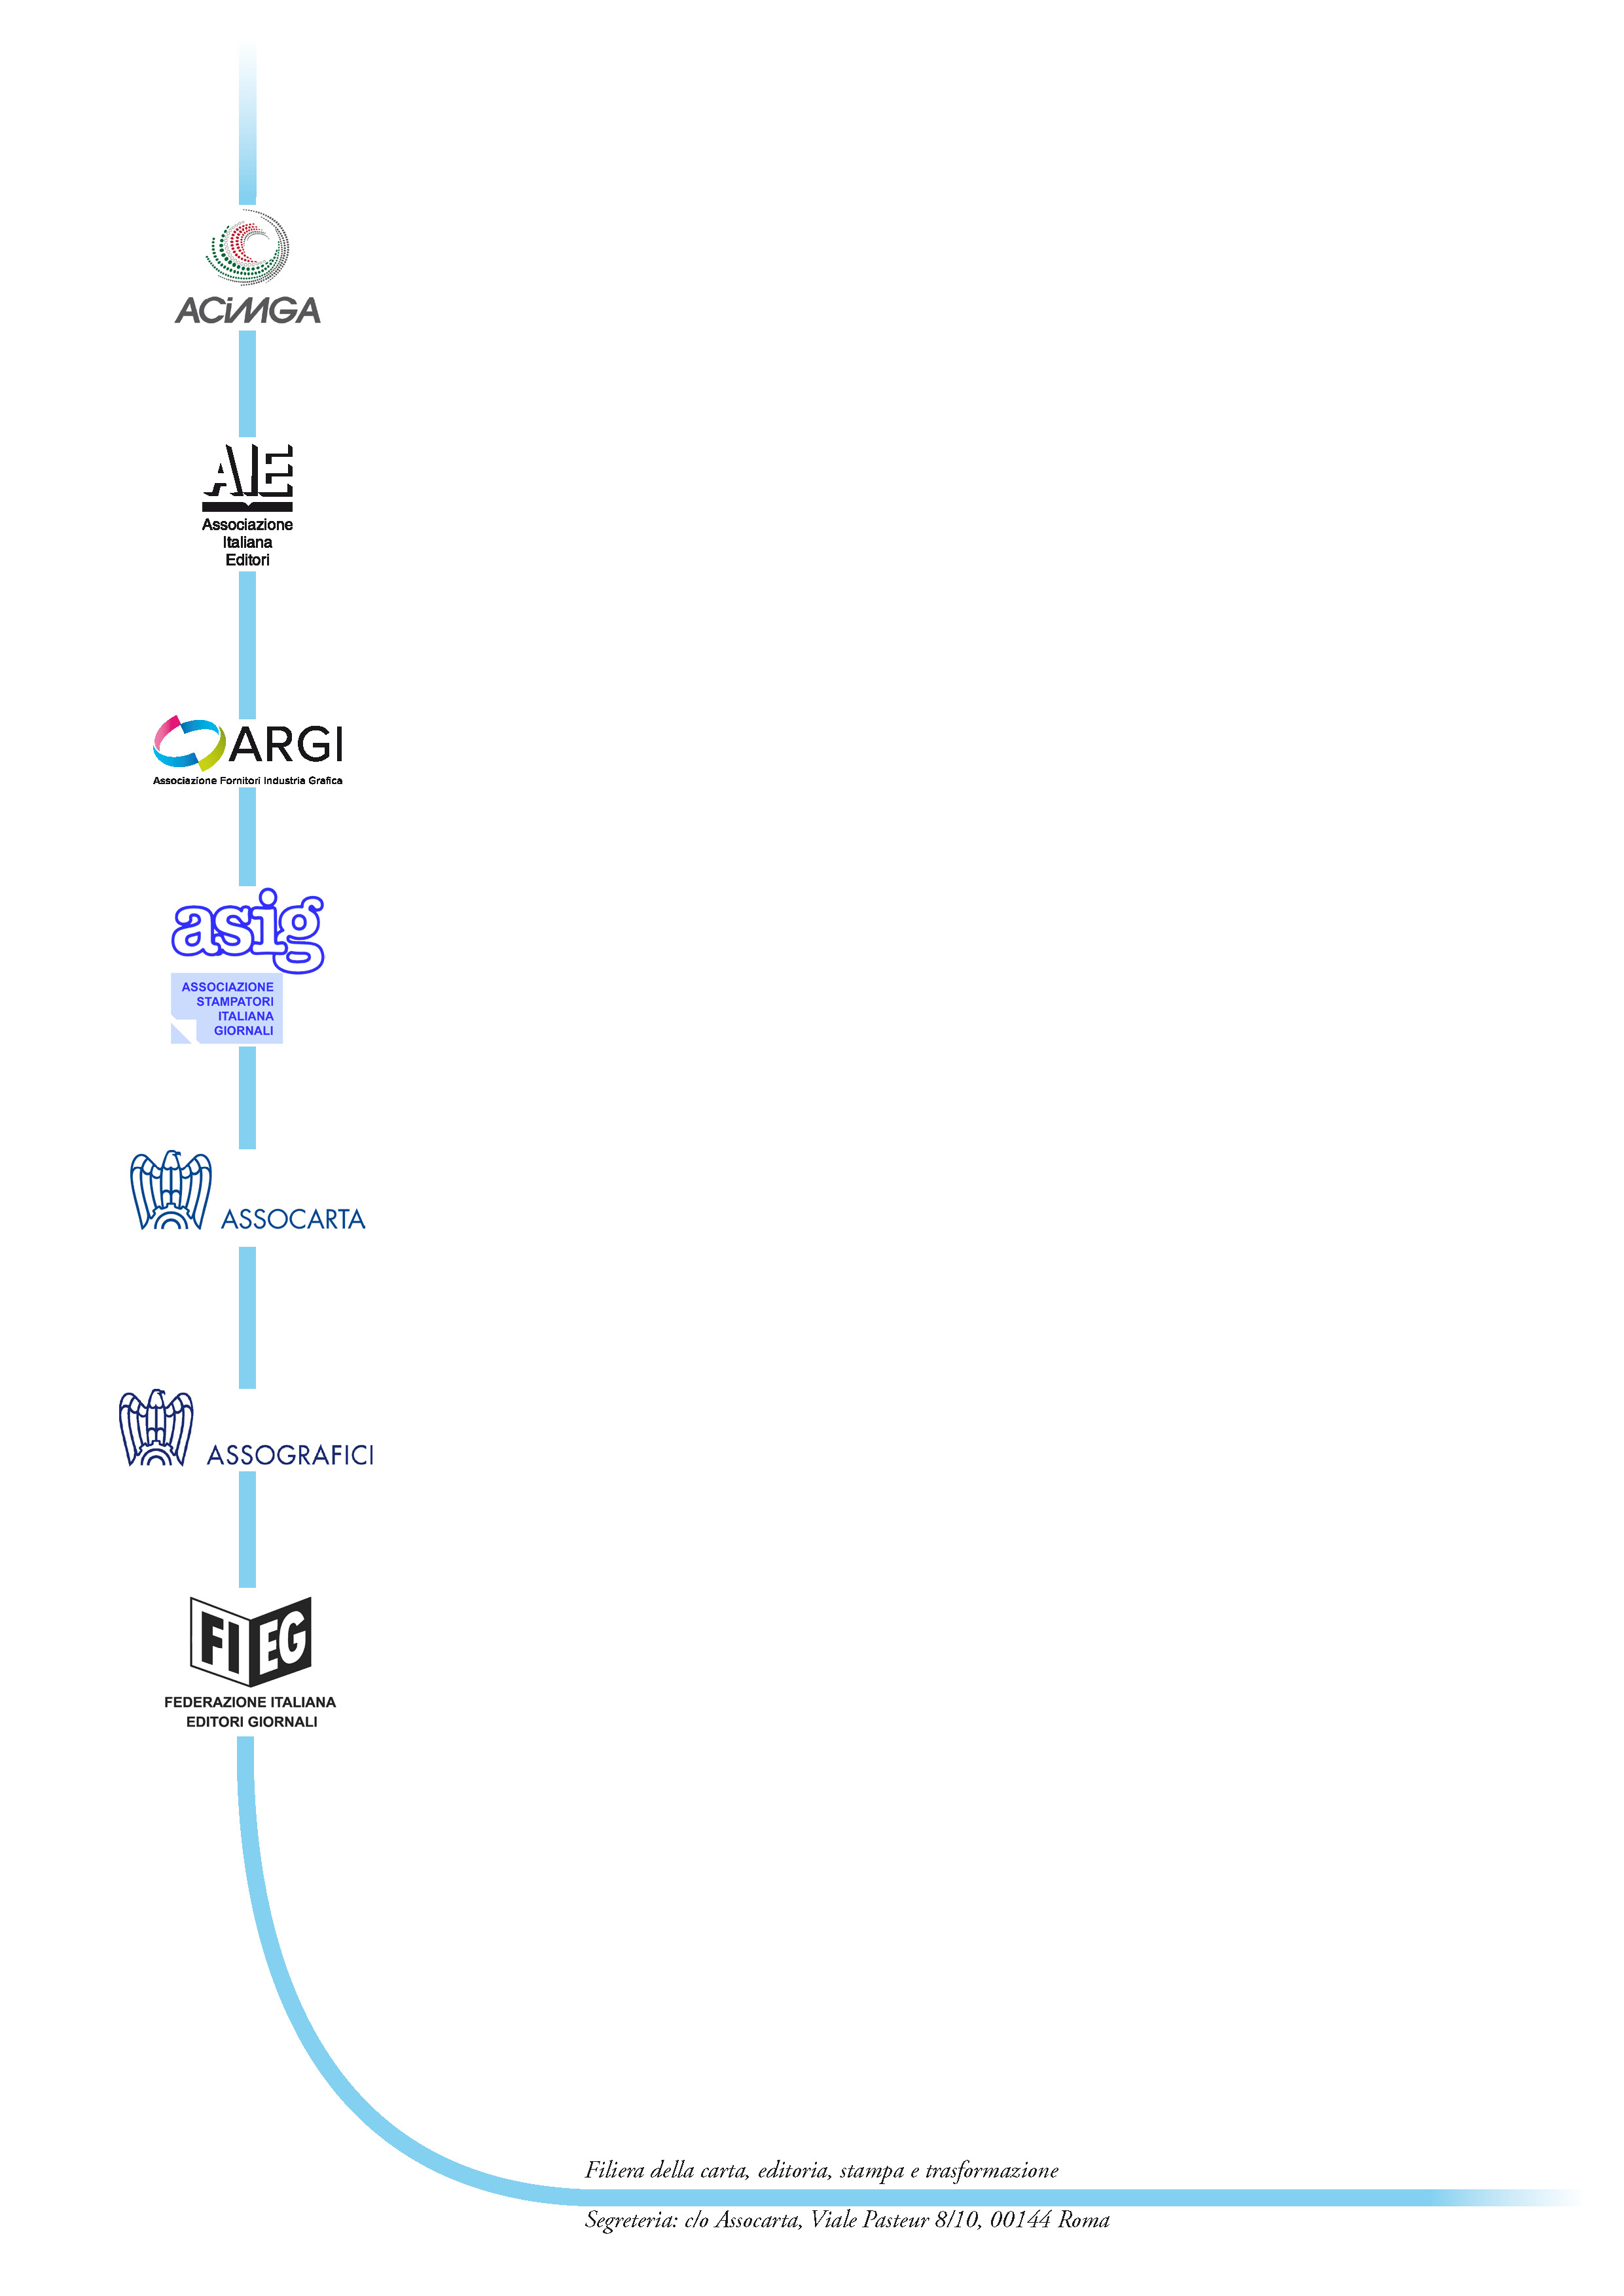 ACiMGA
AIE
Associazione
Italiana
Editori
ARGI
Associazione Fornitori Industria Grafica
asig
ASSOCIAZIONE
STAMPATORI
ITALIANA
GIORNALI
ASSOCARTA
ASSOGRAFICI
FIEG
FEDERAZIONE ITALIANA
EDITORI GIORNALI
Filiera della carta, editoria, stampa e trasformazione
Segreteria: c/o Assocarta, Viale Pasteur 8/10, 00144 Roma